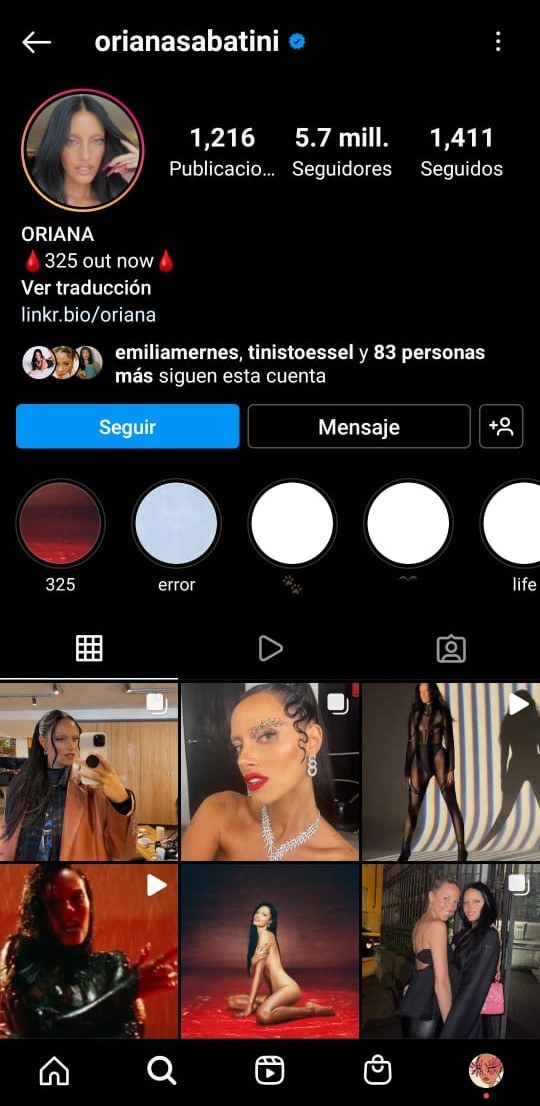 orianasabatini
1,216 5.7 mill. 1,411
Publicacio... Seguidores Seguidos
ORIANA
🩸325 out now🩸
Ver traducción
linkr.bio/oriana
emiliamernes, tinistoessel y 83 personas
más siguen esta cuenta
Seguir Mensaje
325 error 🐾 life